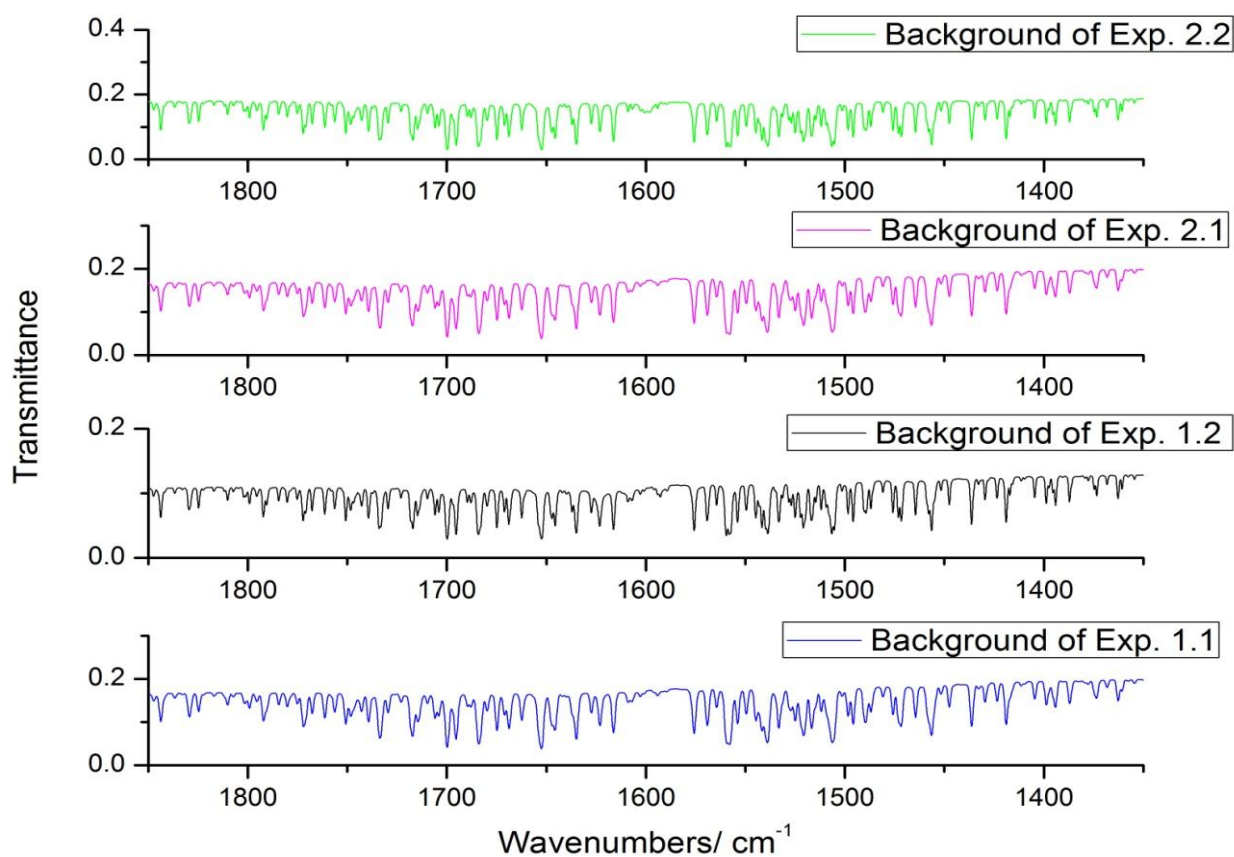 Background of Exp. 2.2
0.4
0.2
0.0
1800 1700 1600 1500 1400
Background of Exp. 2.1
0.2
0.0
1800 1700 1600 1500 1400
Transmittance
Background of Exp. 1.2
0.2
0.0
1800 1700 1600 1500 1400
Background of Exp. 1.1
0.2
0.0
1800 1700 1600 1500 1400
Wavenumbers/ cm⁻¹